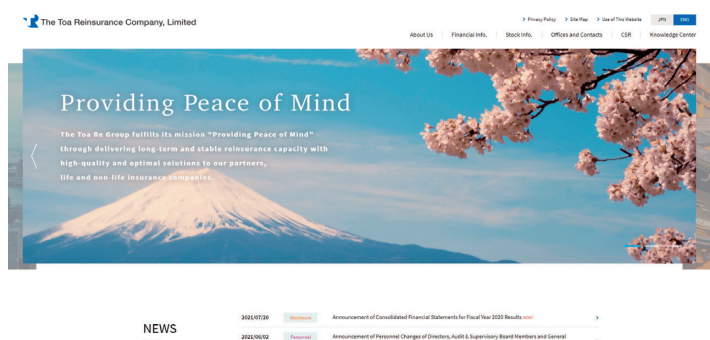 The Toa Reinsurance Company, Limited
Privacy Policy Site Map Use of This Website JPN ENG
About Us Financial Info. Stock Info. Offices and Contacts CSR Knowledge Center
Providing Peace of Mind
The Toa Re Group fulfills its mission "Providing Peace of Mind"
through delivering long-term and stable reinsurance capacity with
high-quality and optimal solutions to our partners,
life and non-life insurance companies.
NEWS
2021/07/20 Disclosure Announcement of Consolidated Financial Statements for Fiscal Year 2020 Results NEW!
2021/06/02 Personnel Announcement of Personnel Changes of Directors, Audit & Supervisory Board Members and General